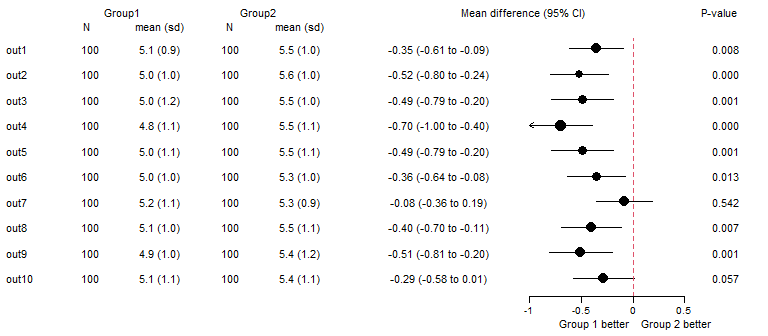 Group1 Group2 Mean difference (95% CI) P-value
N mean (sd) N mean (sd)
out1 100 5.1 (0.9) 100 5.5 (1.0) -0.35 (-0.61 to -0.09) 0.008
out2 100 5.0 (1.0) 100 5.6 (1.0) -0.52 (-0.80 to -0.24) 0.000
out3 100 5.0 (1.2) 100 5.5 (1.0) -0.49 (-0.79 to -0.20) 0.001
out4 100 4.8 (1.1) 100 5.5 (1.1) -0.70 (-1.00 to -0.40) 0.000
out5 100 5.0 (1.1) 100 5.5 (1.1) -0.49 (-0.79 to -0.20) 0.001
out6 100 5.0 (1.0) 100 5.3 (1.0) -0.36 (-0.64 to -0.08) 0.013
out7 100 5.2 (1.1) 100 5.3 (0.9) -0.08 (-0.36 to 0.19) 0.542
out8 100 5.1 (1.0) 100 5.5 (1.1) -0.40 (-0.70 to -0.11) 0.007
out9 100 4.9 (1.0) 100 5.4 (1.2) -0.51 (-0.81 to -0.20) 0.001
out10 100 5.1 (1.1) 100 5.4 (1.1) -0.29 (-0.58 to 0.01) 0.057
-1 -0.5 0 0.5
Group 1 better Group 2 better